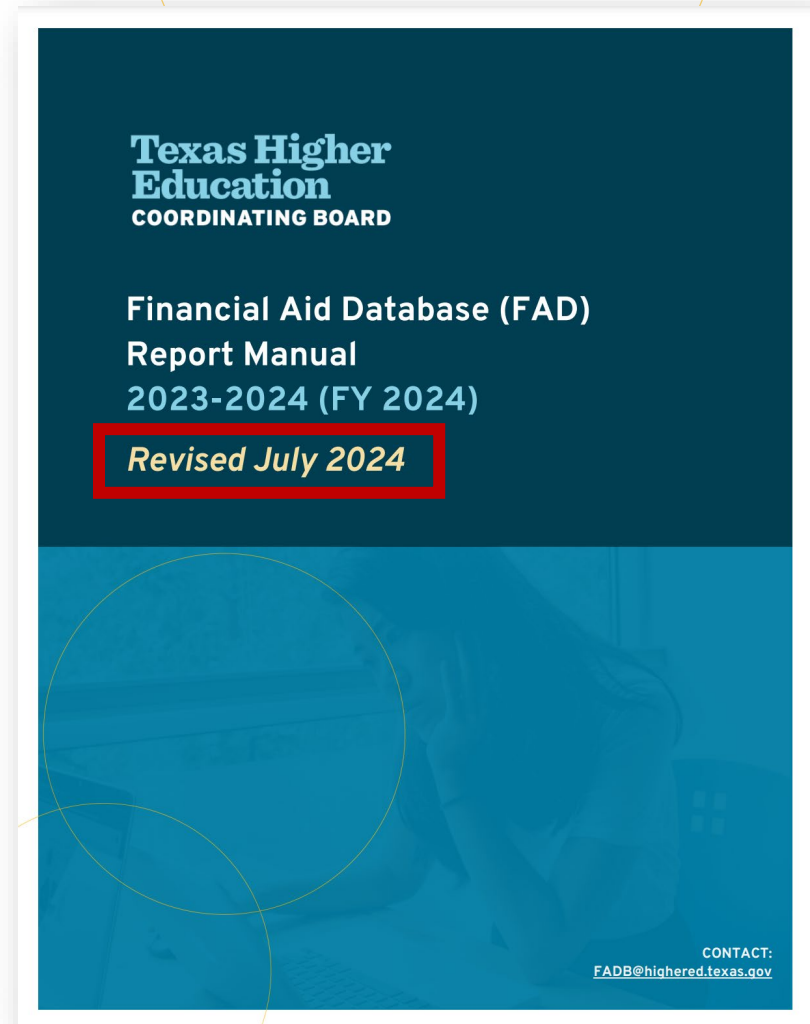 Texas Higher
Education
COORDINATING BOARD
Financial Aid Database (FAD)
Report Manual
2023-2024 (FY 2024)
Revised July 2024
CONTACT:
FADB@highered.texas.gov